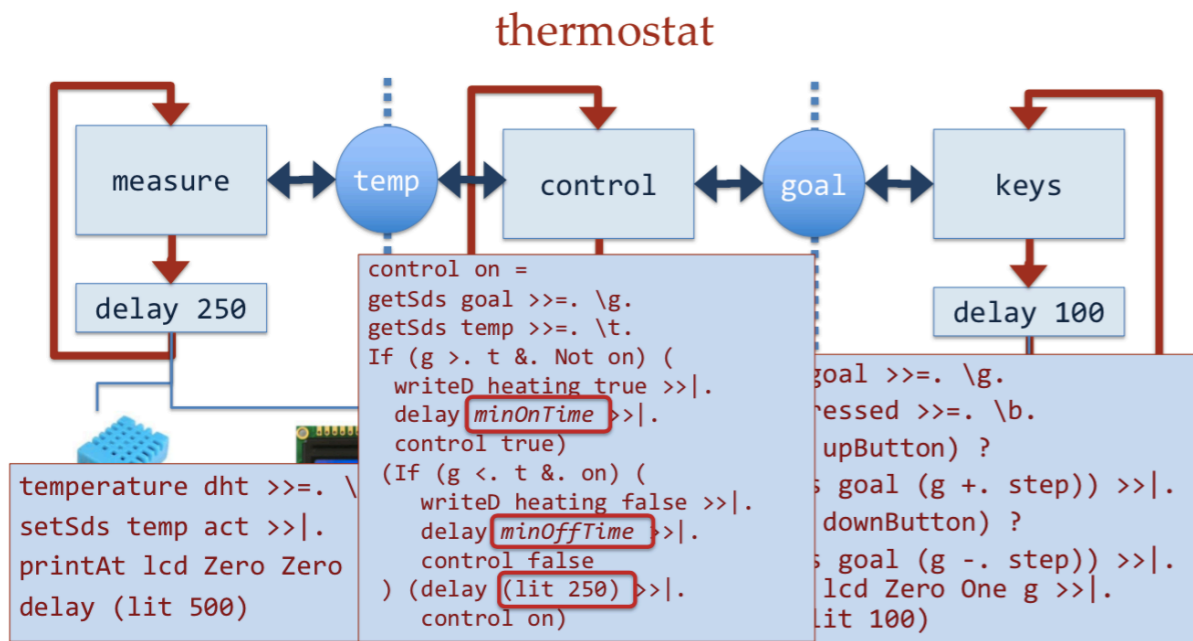 thermostat
measure
temp
control
goal
keys
delay 250
delay 100
control on =
getSds goal >>=. \g.
getSds temp >>=. \t.
If (g >. t &. Not on) (
writeD heating true >>|.
delay minOnTime >>|.
control true)
(If (g <. t &. on) (
writeD heating false >>|.
delay minOffTime >>|.
control false
) (delay (lit 250) >>|.
control on)
temperature dht >>=. \
setSds temp act >>|.
printAt lcd Zero Zero
delay (lit 500)
goal >>=. \g.
ressed >>=. \b.
upButton) ?
s goal (g +. step)) >>|.
downButton) ?
s goal (g -. step)) >>|.
lcd Zero One g >>|.
lit 100)